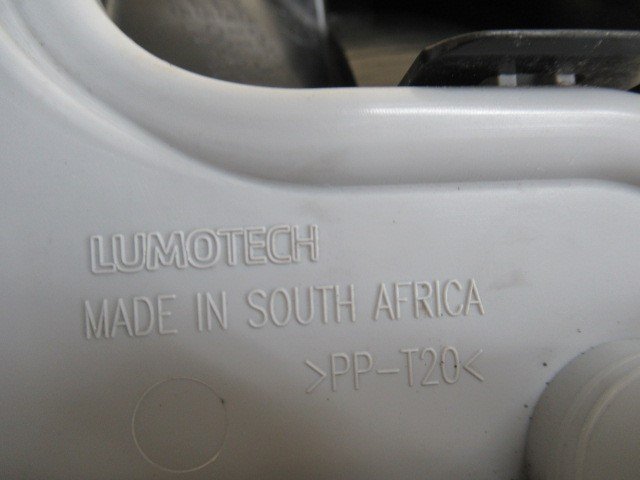 LUMOTECH
MADE IN SOUTH AFRICA
>PP-T20<